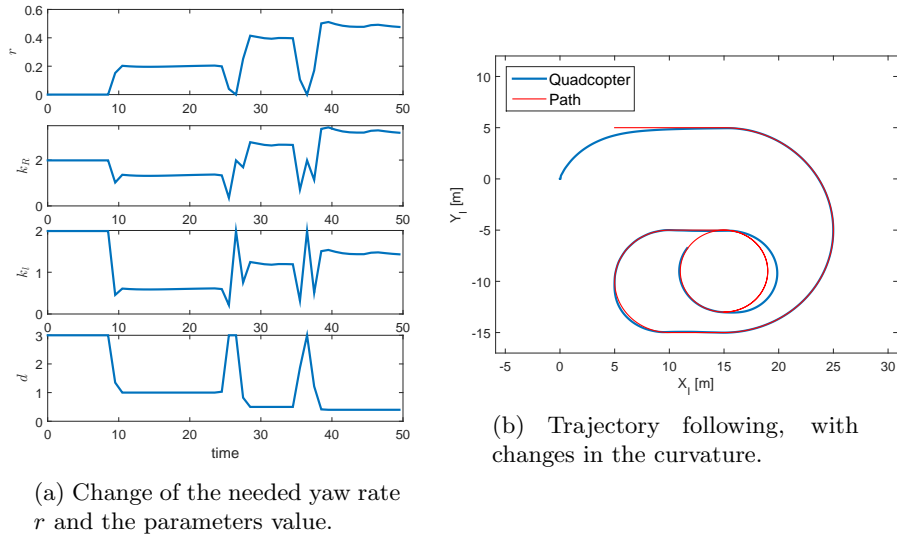 0.6
0.4
0.2
0
r
0 10 20 30 40 50
2
0
k_R
0 10 20 30 40 50
2
1
0
k_l
0 10 20 30 40 50
3
2
1
0
d
0 10 20 30 40 50
time
(a) Change of the needed yaw rate
r and the parameters value.
Quadcopter
Path
10
5
0
-5
-10
-15
Y_I [m]
-5 0 5 10 15 20 25 30
X_I [m]
(b) Trajectory following, with
changes in the curvature.